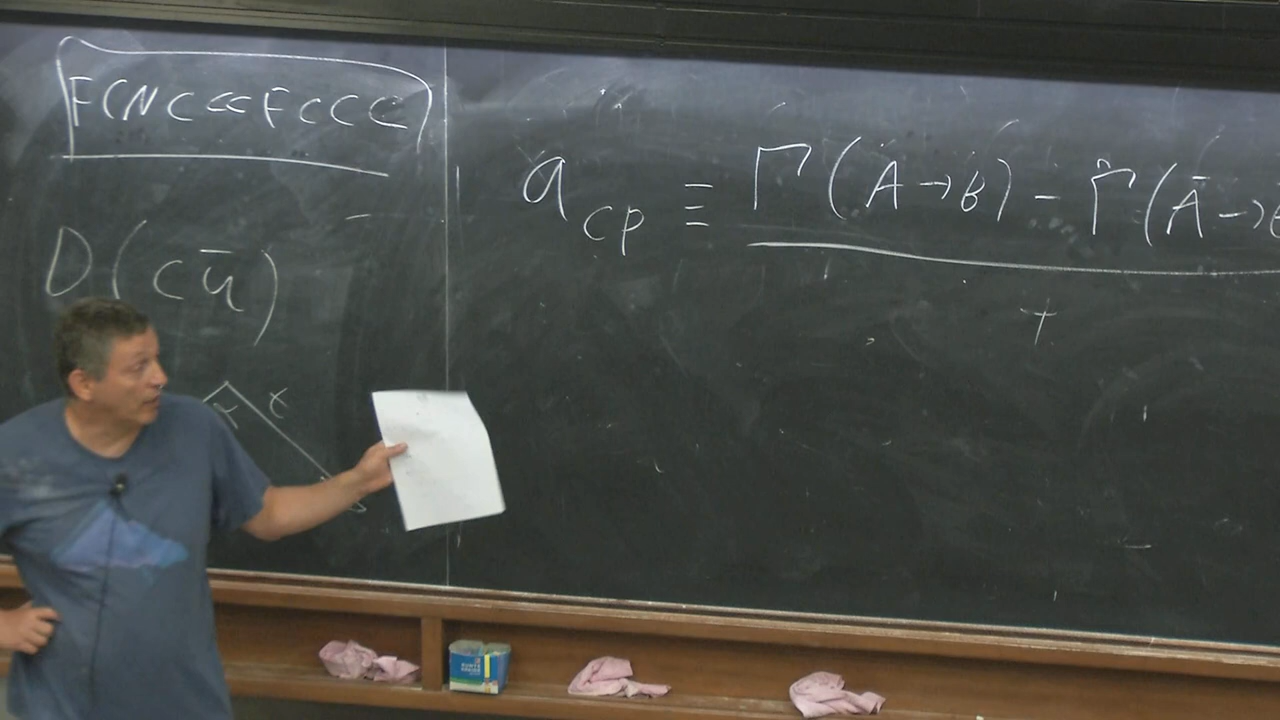 FCNC << FCCC
D(cū)
a_CP ≡ Γ(A→B) - Γ(Ā→
+